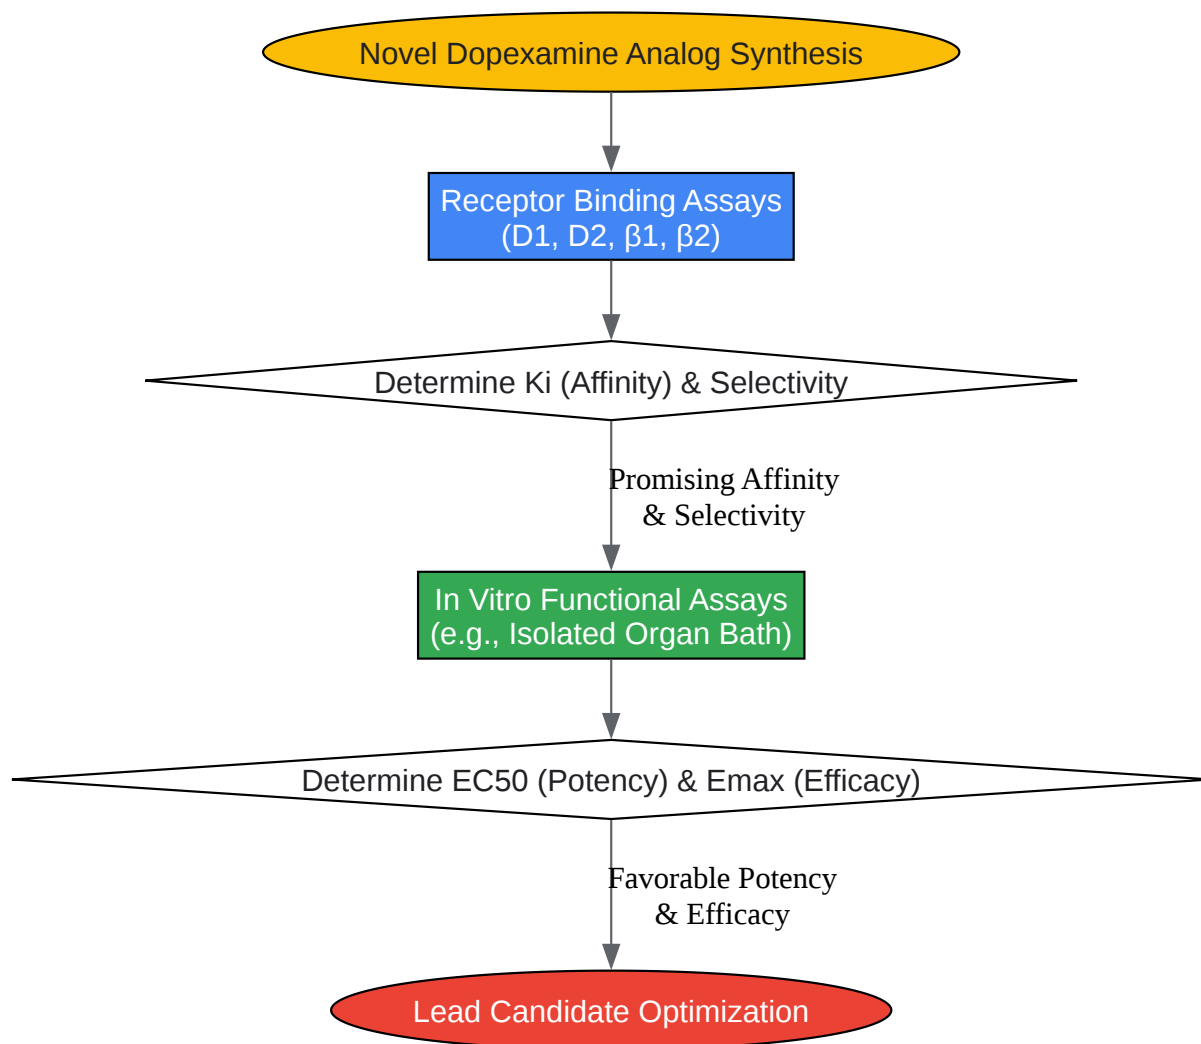 Novel Dopexamine Analog Synthesis
Receptor Binding Assays
(D1, D2, β1, β2)
Determine Ki (Affinity) & Selectivity
Promising Affinity
& Selectivity
In Vitro Functional Assays
(e.g., Isolated Organ Bath)
Determine EC50 (Potency) & Emax (Efficacy)
Favorable Potency
& Efficacy
Lead Candidate Optimization